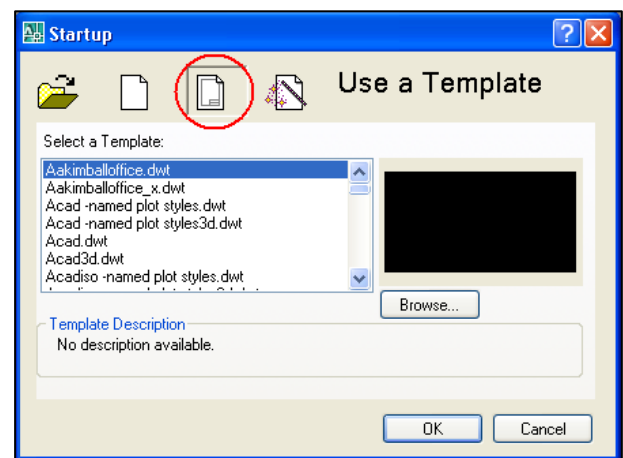 Startup
Use a Template
Select a Template:
Aakimballoffice.dwt
Aakimballoffice_x.dwt
Acad -named plot styles.dwt
Acad -named plot styles3d.dwt
Acad.dwt
Acad3d.dwt
Acadiso -named plot styles.dwt
Browse...
Template Description
No description available.
OK Cancel